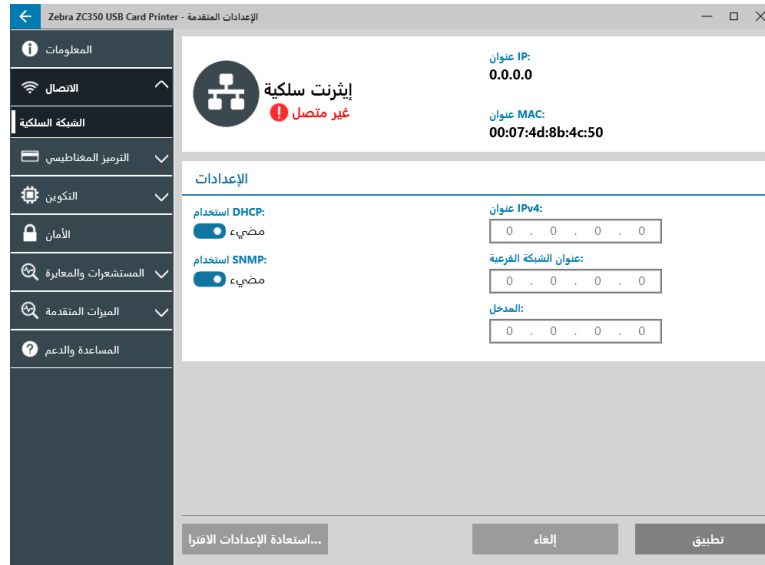 الإعدادات المتقدمة - Zebra ZC350 USB Card Printer
المعلومات
الاتصال
الشبكة السلكية
الترميز المغناطيسي
التكوين
الأمان
المستشعرات والمعايرة
الميزات المتقدمة
المساعدة والدعم
إيثرنت سلكية
غير متصل
عنوان IP:
0.0.0.0
عنوان MAC:
00:07:4d:8b:4c:50
الإعدادات
استخدام DHCP:
مضيء
استخدام SNMP:
مضيء
عنوان IPv4:
0 . 0 . 0 . 0
عنوان الشبكة الفرعية:
0 . 0 . 0 . 0
المدخل:
0 . 0 . 0 . 0
استعادة الإعدادات الافترا...
إلغاء
تطبيق